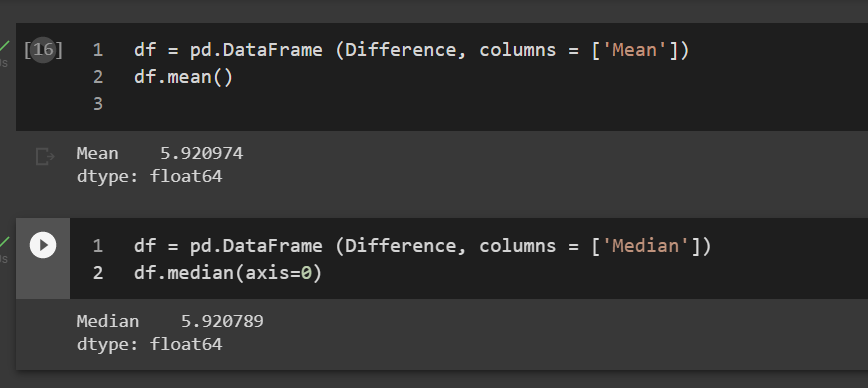 [16] 1 df = pd.DataFrame (Difference, columns = ['Mean'])
2 df.mean()
3
Mean    5.920974
dtype: float64
1 df = pd.DataFrame (Difference, columns = ['Median'])
2 df.median(axis=0)
Median    5.920789
dtype: float64